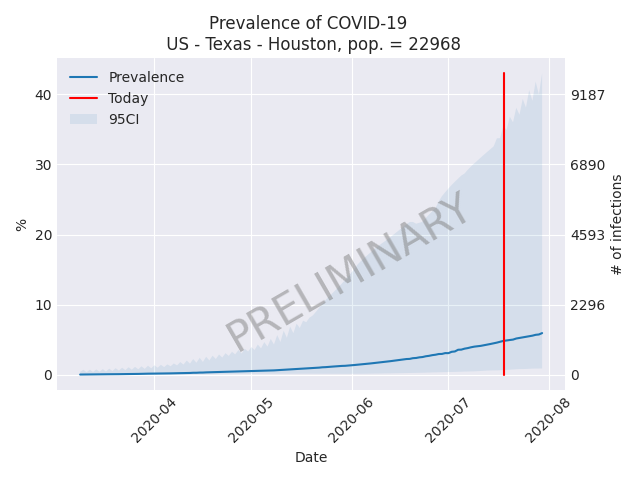 Prevalence of COVID-19
US - Texas - Houston, pop. = 22968
Prevalence
Today
95CI
PRELIMINARY
%
40
30
20
10
0
9187
6890
4593
2296
0
# of infections
2020-04
2020-05
2020-06
2020-07
2020-08
Date